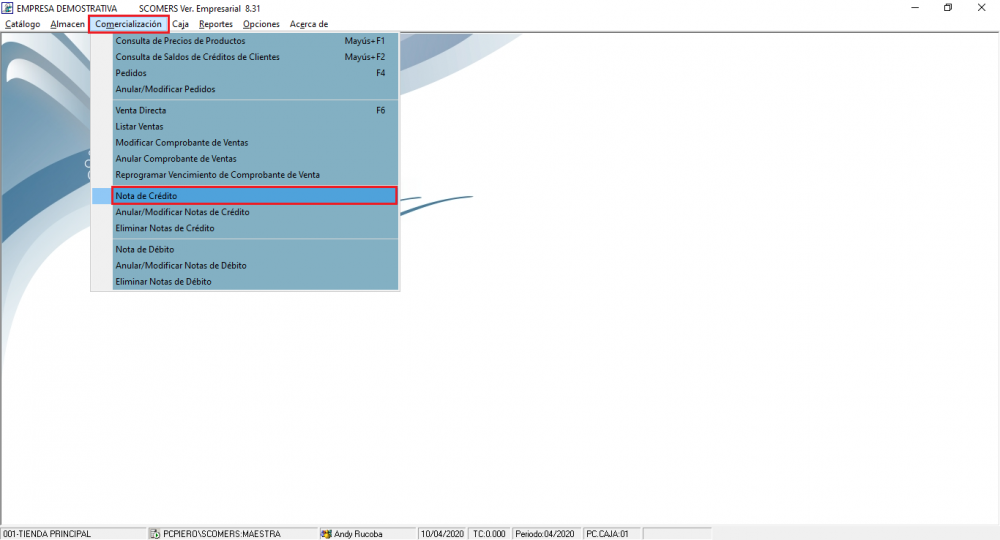 EMPRESA DEMOSTRATIVA SCOMERS Ver. Empresarial 8.31
Catálogo Almacen Comercialización Caja Reportes Opciones Acerca de
Consulta de Precios de Productos Mayús+F1
Consulta de Saldos de Créditos de Clientes Mayús+F2
Pedidos F4
Anular/Modificar Pedidos
Venta Directa F6
Listar Ventas
Modificar Comprobante de Ventas
Anular Comprobante de Ventas
Reprogramar Vencimiento de Comprobante de Venta
Nota de Crédito
Anular/Modificar Notas de Crédito
Eliminar Notas de Crédito
Nota de Débito
Anular/Modificar Notas de Débito
Eliminar Notas de Débito
001-TIENDA PRINCIPAL PCPIERO\SCOMERS:MAESTRA Andy Rucoba 10/04/2020 TC:0.000 Periodo:04/2020 PC.CAJA:01